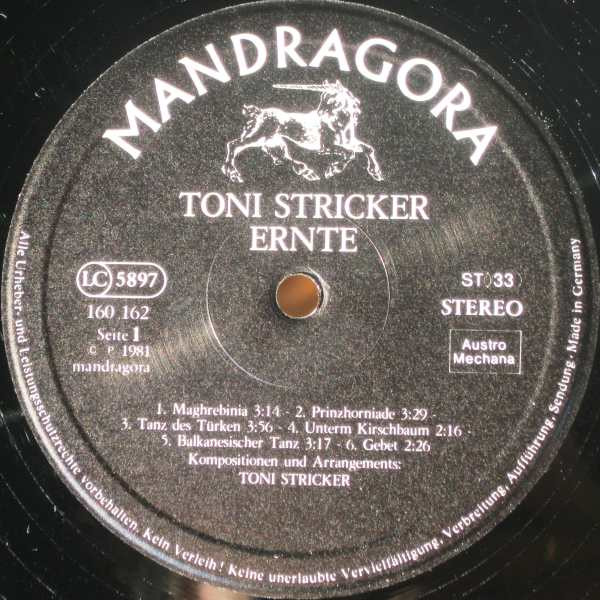 MANDRAGORA
TONI STRICKER
ERNTE
LC 5897
160 162
Seite 1
C P 1981
mandragora
ST 33
STEREO
Austro
Mechana
1. Maghrebinia 3:14 - 2. Prinzhorniade 3:29 -
3. Tanz des Türken 3:56 - 4. Unterm Kirschbaum 2:16 -
5. Balkanesischer Tanz 3:17 - 6. Gebet 2:26
Kompositionen und Arrangements:
TONI STRICKER
Alle Urheber- und Leistungsschutzrechte vorbehalten. Kein Verleih! Keine unerlaubte Vervielfältigung, Verbreitung, Aufführung, Sendung. Made in Germany